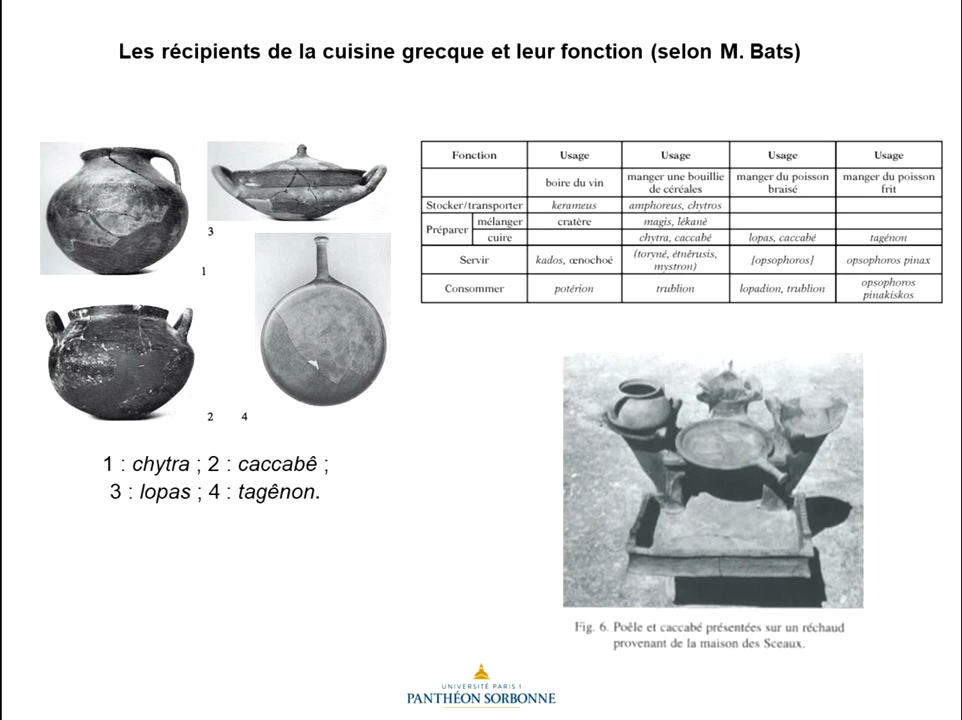 Les récipients de la cuisine grecque et leur fonction (selon M. Bats)
1
3
2
4
1 : chytra ; 2 : caccabê ;
3 : lopas ; 4 : tagênon.
Fonction Usage Usage Usage Usage
boire du vin manger une bouillie de céréales manger du poisson braisé manger du poisson frit
Stocker/transporter kerameus amphoreus, chytros
Préparer mélanger cratère magis, lékanè
cuire chytra, caccabé lopas, caccabé tagénon
Servir kados, œnochoé (toryné, étnêrusis, mystron) [opsophoros] opsophoros pinax
Consommer potérion trublion lopadion, trublion opsophoros pinakiskos
Fig. 6. Poêle et caccabé présentées sur un réchaud
provenant de la maison des Sceaux.
UNIVERSITÉ PARIS 1
PANTHÉON SORBONNE